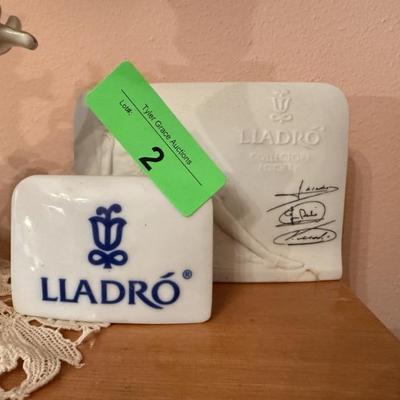 Tyler Grace Auctions
Lot#:
2
LLADRÓ
COLLECTORS
SOCIETY
LLADRÓ®